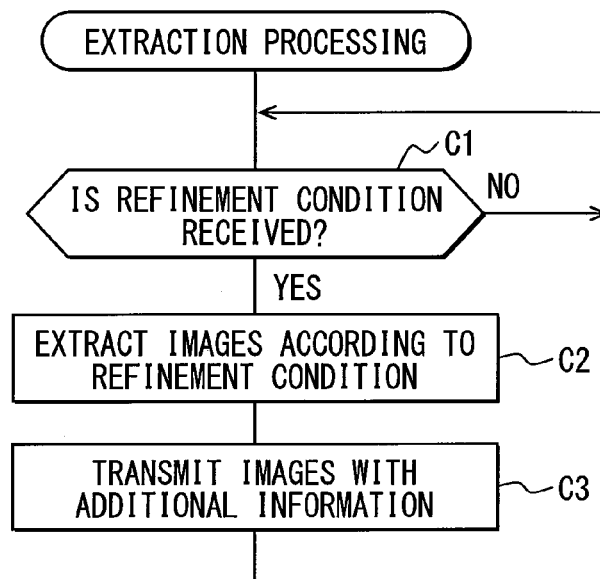 EXTRACTION PROCESSING
C1
IS REFINEMENT CONDITION
RECEIVED?
NO
YES
EXTRACT IMAGES ACCORDING TO
REFINEMENT CONDITION
C2
TRANSMIT IMAGES WITH
ADDITIONAL INFORMATION
C3